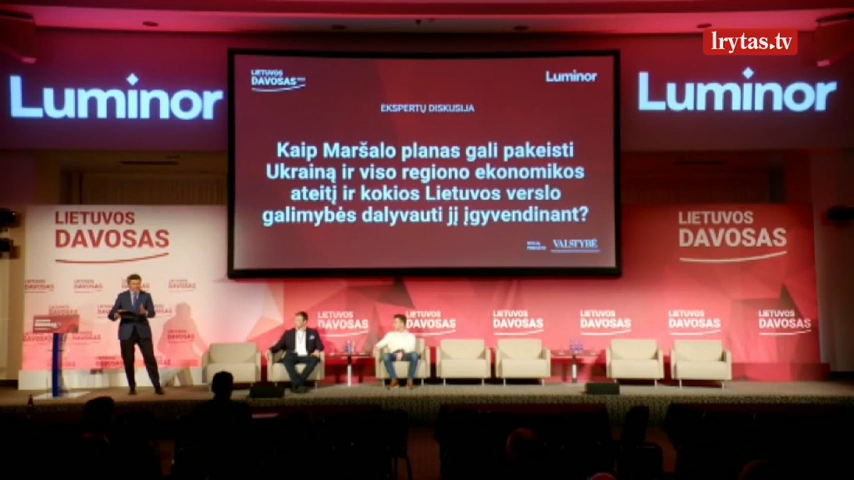 lrytas.tv
Luminor
Luminor
LIETUVOS
DAVOSAS
Luminor
EKSPERTŲ DISKUSIJA
Kaip Maršalo planas gali pakeisti
Ukrainą ir viso regiono ekonomikos
ateitį ir kokios Lietuvos verslo
galimybės dalyvauti jį įgyvendinant?
VALSTYBĖ
LIETUVOS
DAVOSAS
LIETUVOS
DAVOSAS
LIETUVOS
DAVOSAS
LIETUVOS
DAVOSAS
LIETUVOS
DAVOSAS
LIETUVOS
DAVOSAS
LIETUVOS
DAVOSAS
LIETUVOS
DAVOSAS